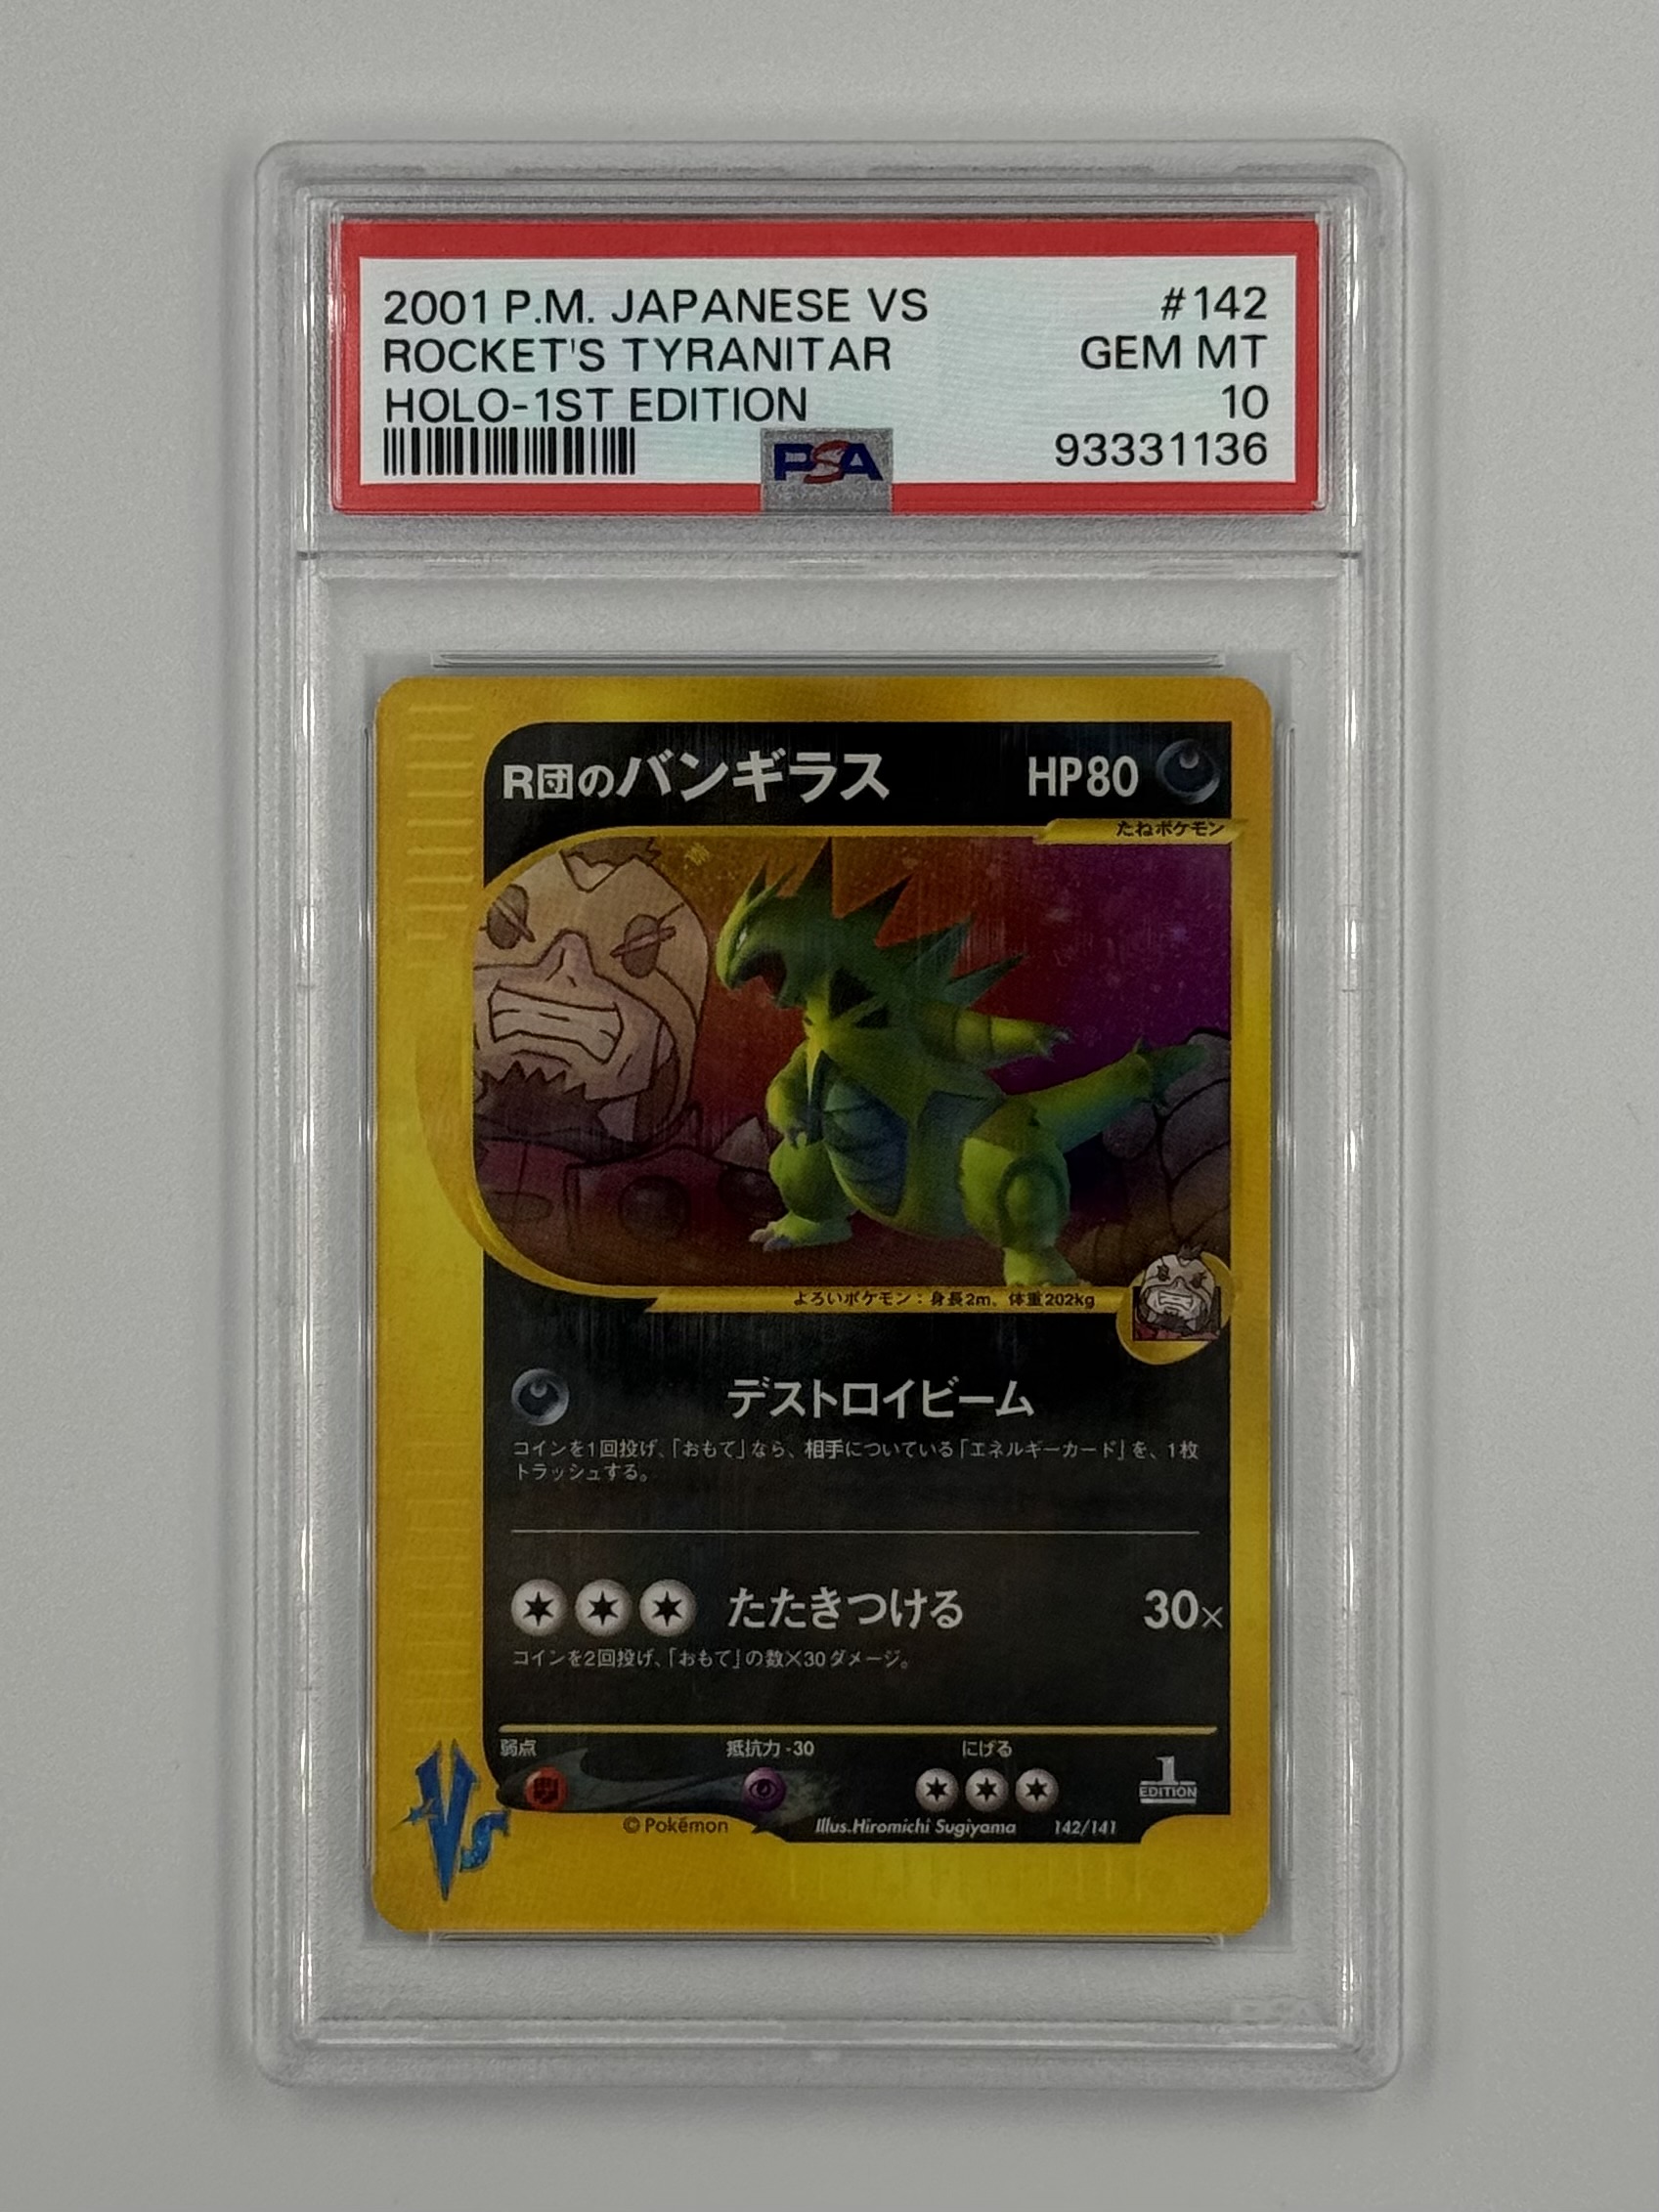 2001 P.M. JAPANESE VS #142
ROCKET'S TYRANITAR GEM MT
HOLO-1ST EDITION 10
PSA 93331136
R団のバンギラス HP80
たねポケモン
よろいポケモン：身長2m、体重202kg
デストロイビーム
コインを1回投げ、「おもて」なら、相手についている「エネルギーカード」を、1枚
トラッシュする。
たたきつける 30×
コインを2回投げ、「おもて」の数×30ダメージ。
弱点 抵抗力-30 にげる
1
EDITION
VS
© Pokémon Illus.Hiromichi Sugiyama 142/141
PSA